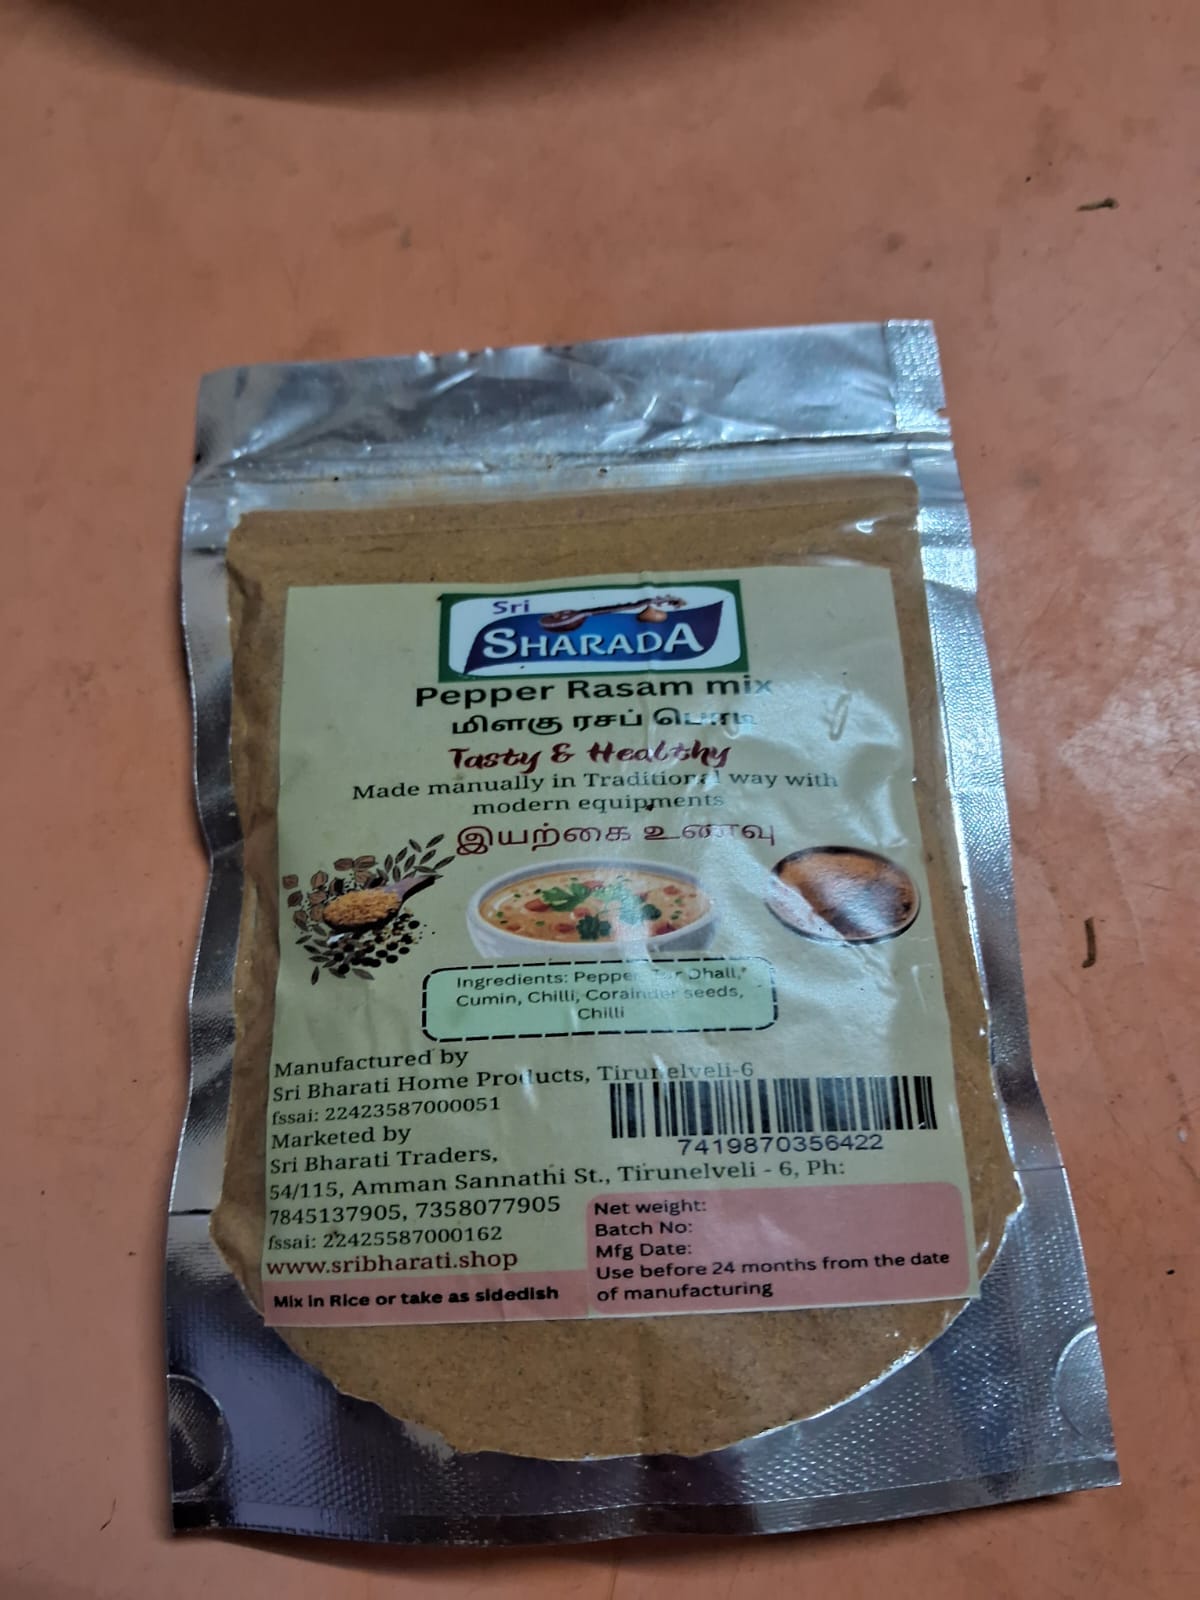 Sri
SHARADA
Pepper Rasam mix
மிளகு ரசப் பொடி
Tasty & Healthy
Made manually in Traditional way with
modern equipments
இயற்கை உணவு
Ingredients: Pepper, Tur Dhall,
Cumin, Chilli, Corainder seeds,
Chilli
Manufactured by
Sri Bharati Home Products, Tirunelveli-6
fssai: 22423587000051
7419870356422
Marketed by
Sri Bharati Traders,
54/115, Amman Sannathi St., Tirunelveli - 6, Ph:
7845137905, 7358077905
fssai: 22425587000162
www.sribharati.shop
Mix in Rice or take as sidedish
Net weight:
Batch No:
Mfg Date:
Use before 24 months from the date
of manufacturing